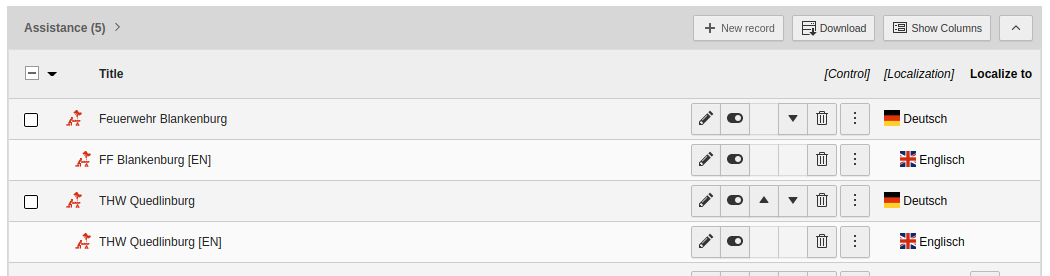 Assistance (5)
New record
Download
Show Columns
Title
[Control]
[Localization]
Localize to
Feuerwehr Blankenburg
Deutsch
FF Blankenburg [EN]
Englisch
THW Quedlinburg
Deutsch
THW Quedlinburg [EN]
Englisch